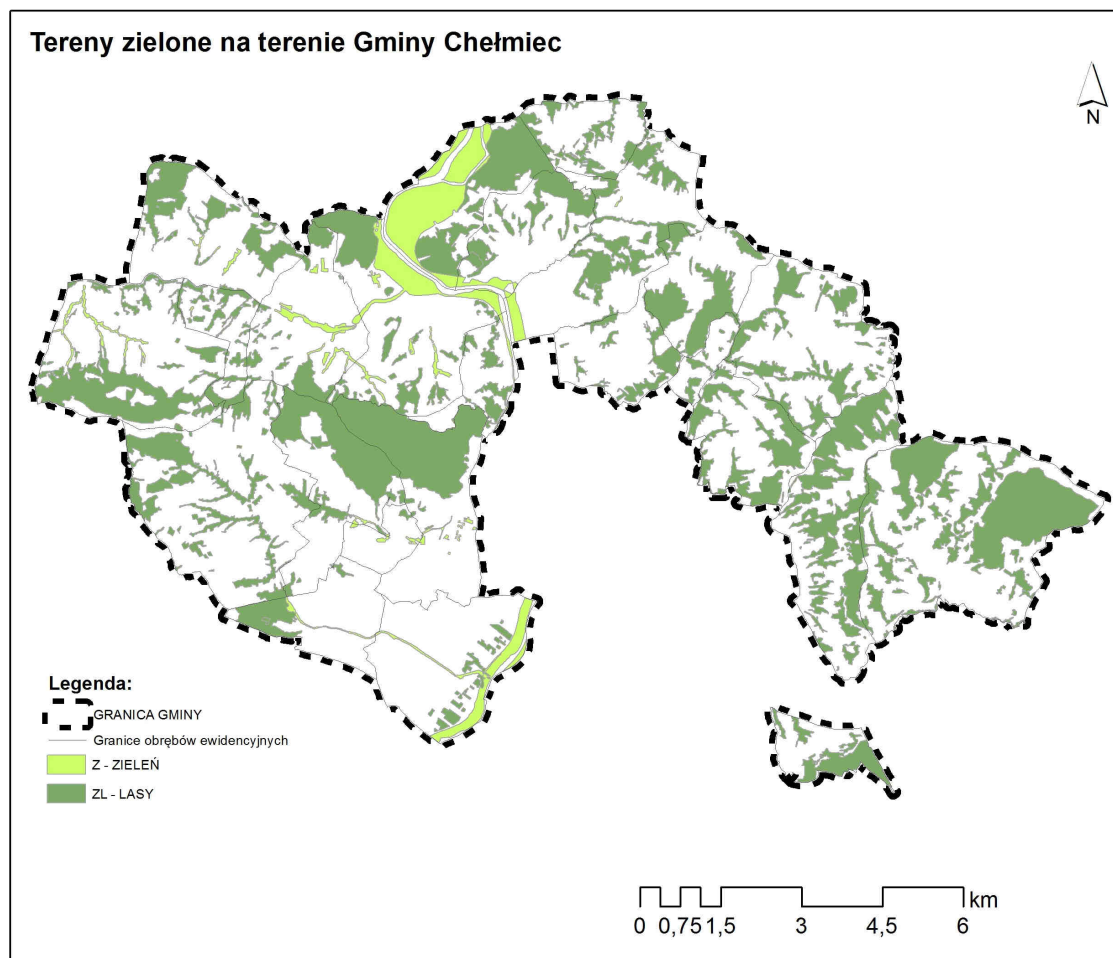 Tereny zielone na terenie Gminy Chełmiec
N
Legenda:
GRANICA GMINY
Granice obrębów ewidencyjnych
Z - ZIELEŃ
ZL - LASY
km
0 0,75 1,5 3 4,5 6